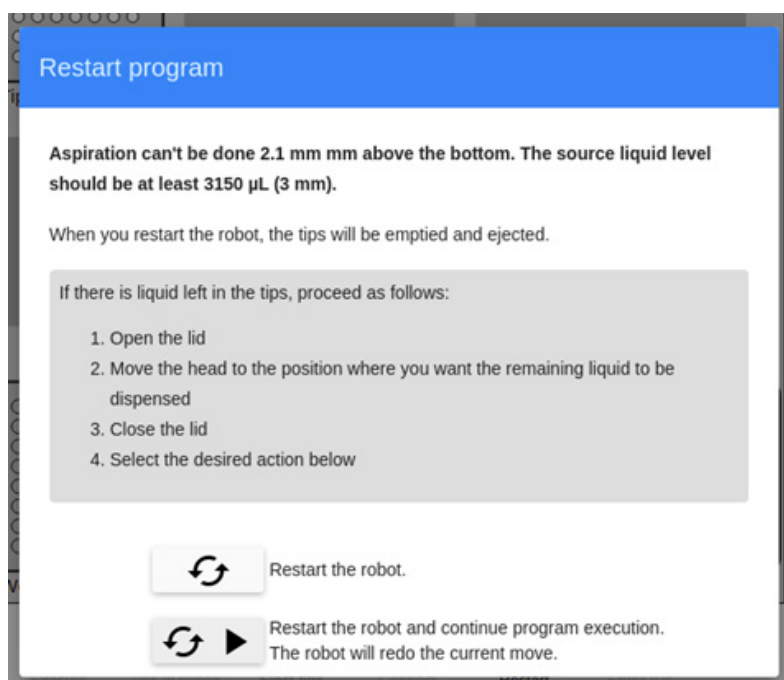 Restart program
Aspiration can't be done 2.1 mm mm above the bottom. The source liquid level
should be at least 3150 µL (3 mm).
When you restart the robot, the tips will be emptied and ejected.
If there is liquid left in the tips, proceed as follows:
1. Open the lid
2. Move the head to the position where you want the remaining liquid to be
dispensed
3. Close the lid
4. Select the desired action below
Restart the robot.
Restart the robot and continue program execution.
The robot will redo the current move.